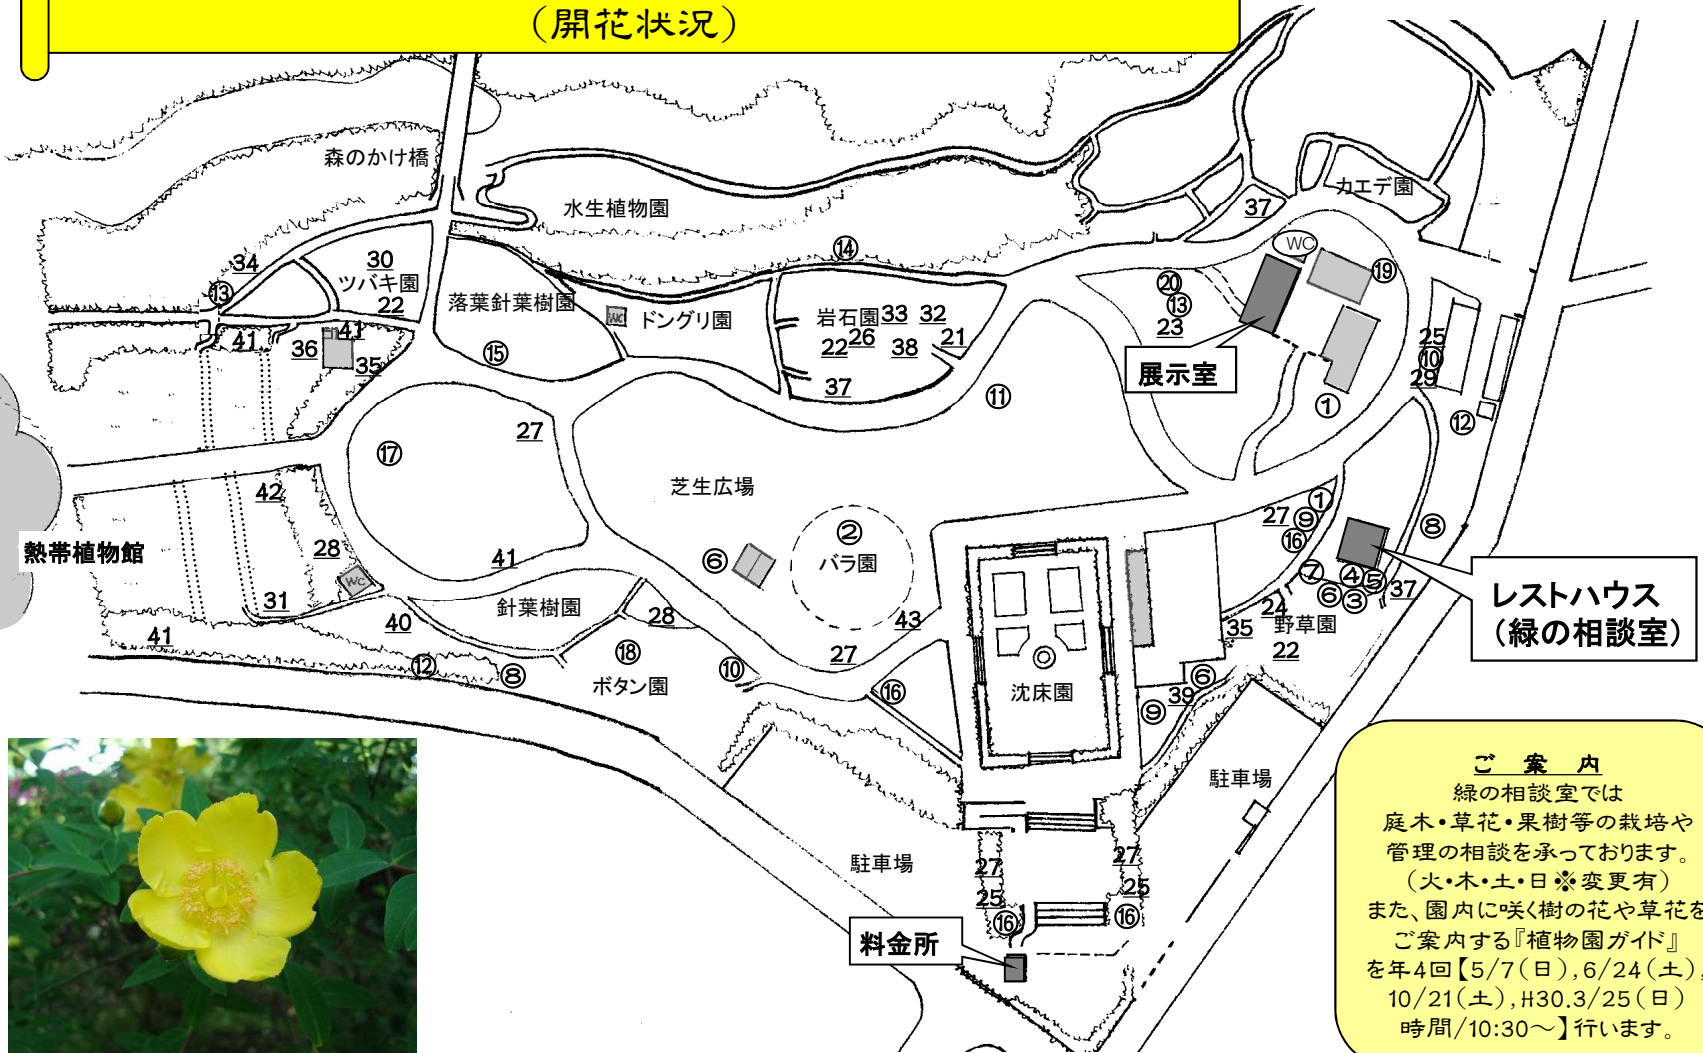 (開花状況)
森のかけ橋
水生植物園
カエデ園
37
WC
⑭
34
30
ツバキ園
22
⑬
落葉針葉樹園
WC
ドングリ園
岩石園 33 32
22 26 38 21
37
⑳
⑬
23
⑲
展示室
25
⑩
29
①
⑫
41
41
36
35
⑮
⑪
27
⑰
芝生広場
42
熱帯植物館
28
WC
31
41
⑥
②
バラ園
①
27 ⑨
⑯
⑧
⑦ ④ ⑤
⑥ ③ 37
24
野草園
35
22
レストハウス
(緑の相談室)
41
針葉樹園
40
28
43
27
⑫
⑧
⑱
ボタン園
⑩
⑯
◎
沈床園
⑥
39
⑨
駐車場
駐車場
27
25
⑯
27
25
⑯
料金所
ご 案 内
緑の相談室では
庭木・草花・果樹等の栽培や
管理の相談を承っております。
(火・木・土・日※変更有)
また、園内に咲く樹の花や草花を
ご案内する『植物園ガイド』
を年4回【5/7(日),6/24(土),
10/21(土),H30.3/25(日)
時間/10:30~】行います。